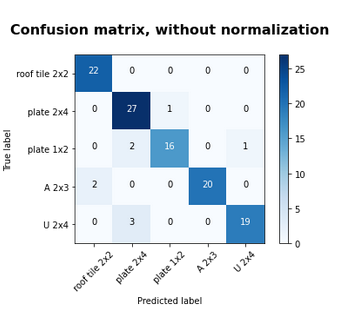 Confusion matrix, without normalization
roof tile 2x2 22 0 0 0 0
plate 2x4 0 27 1 0 0
plate 1x2 0 2 16 0 1
A 2x3 2 0 0 20 0
U 2x4 0 3 0 0 19
roof tile 2x2 plate 2x4 plate 1x2 A 2x3 U 2x4
True label
Predicted label
25
20
15
10
5
0